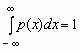 ∫_{-∞}^{∞} p(x)dx = 1